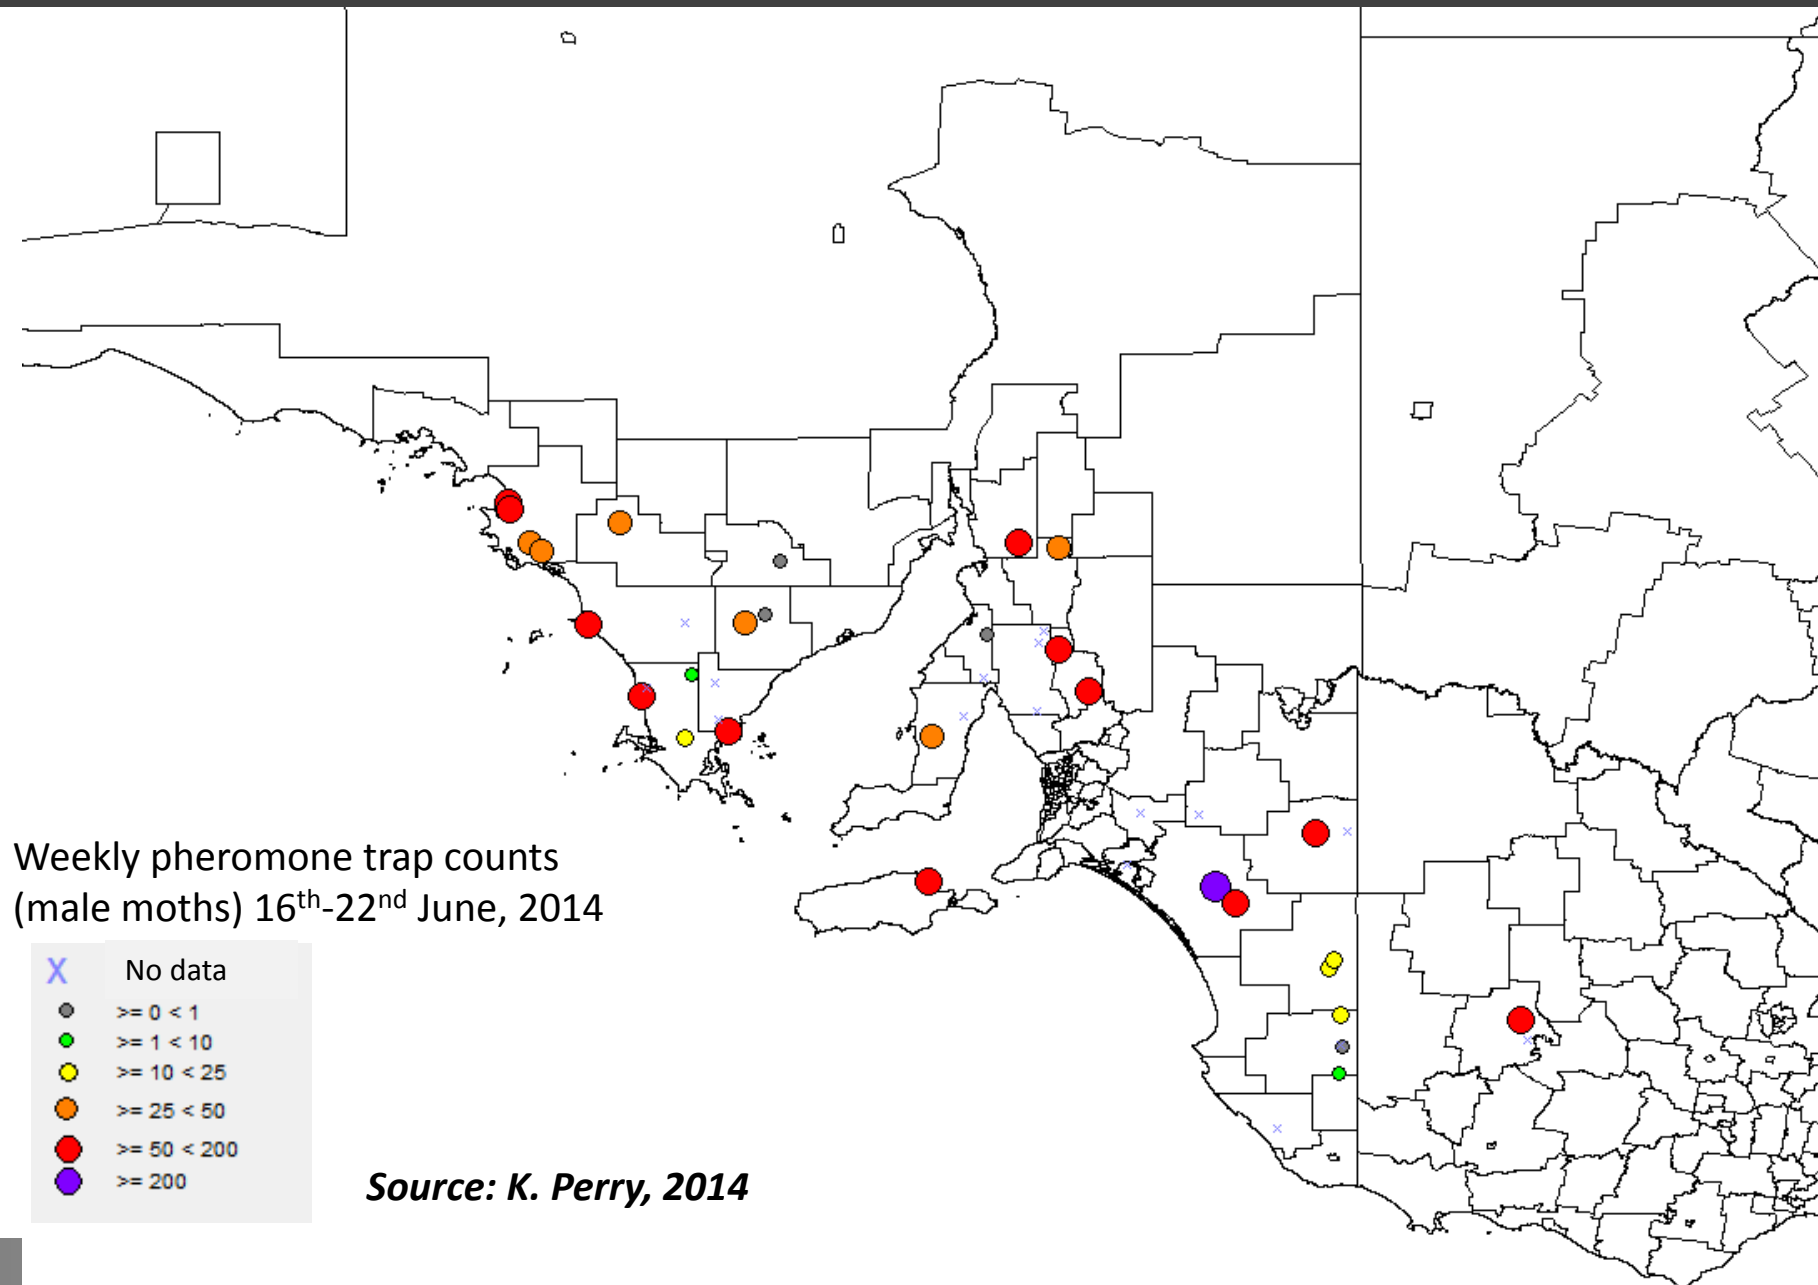 Weekly pheromone trap counts
(male moths) 16th-22nd June, 2014
X No data
>= 0 < 1
>= 1 < 10
>= 10 < 25
>= 25 < 50
>= 50 < 200
>= 200
Source: K. Perry, 2014